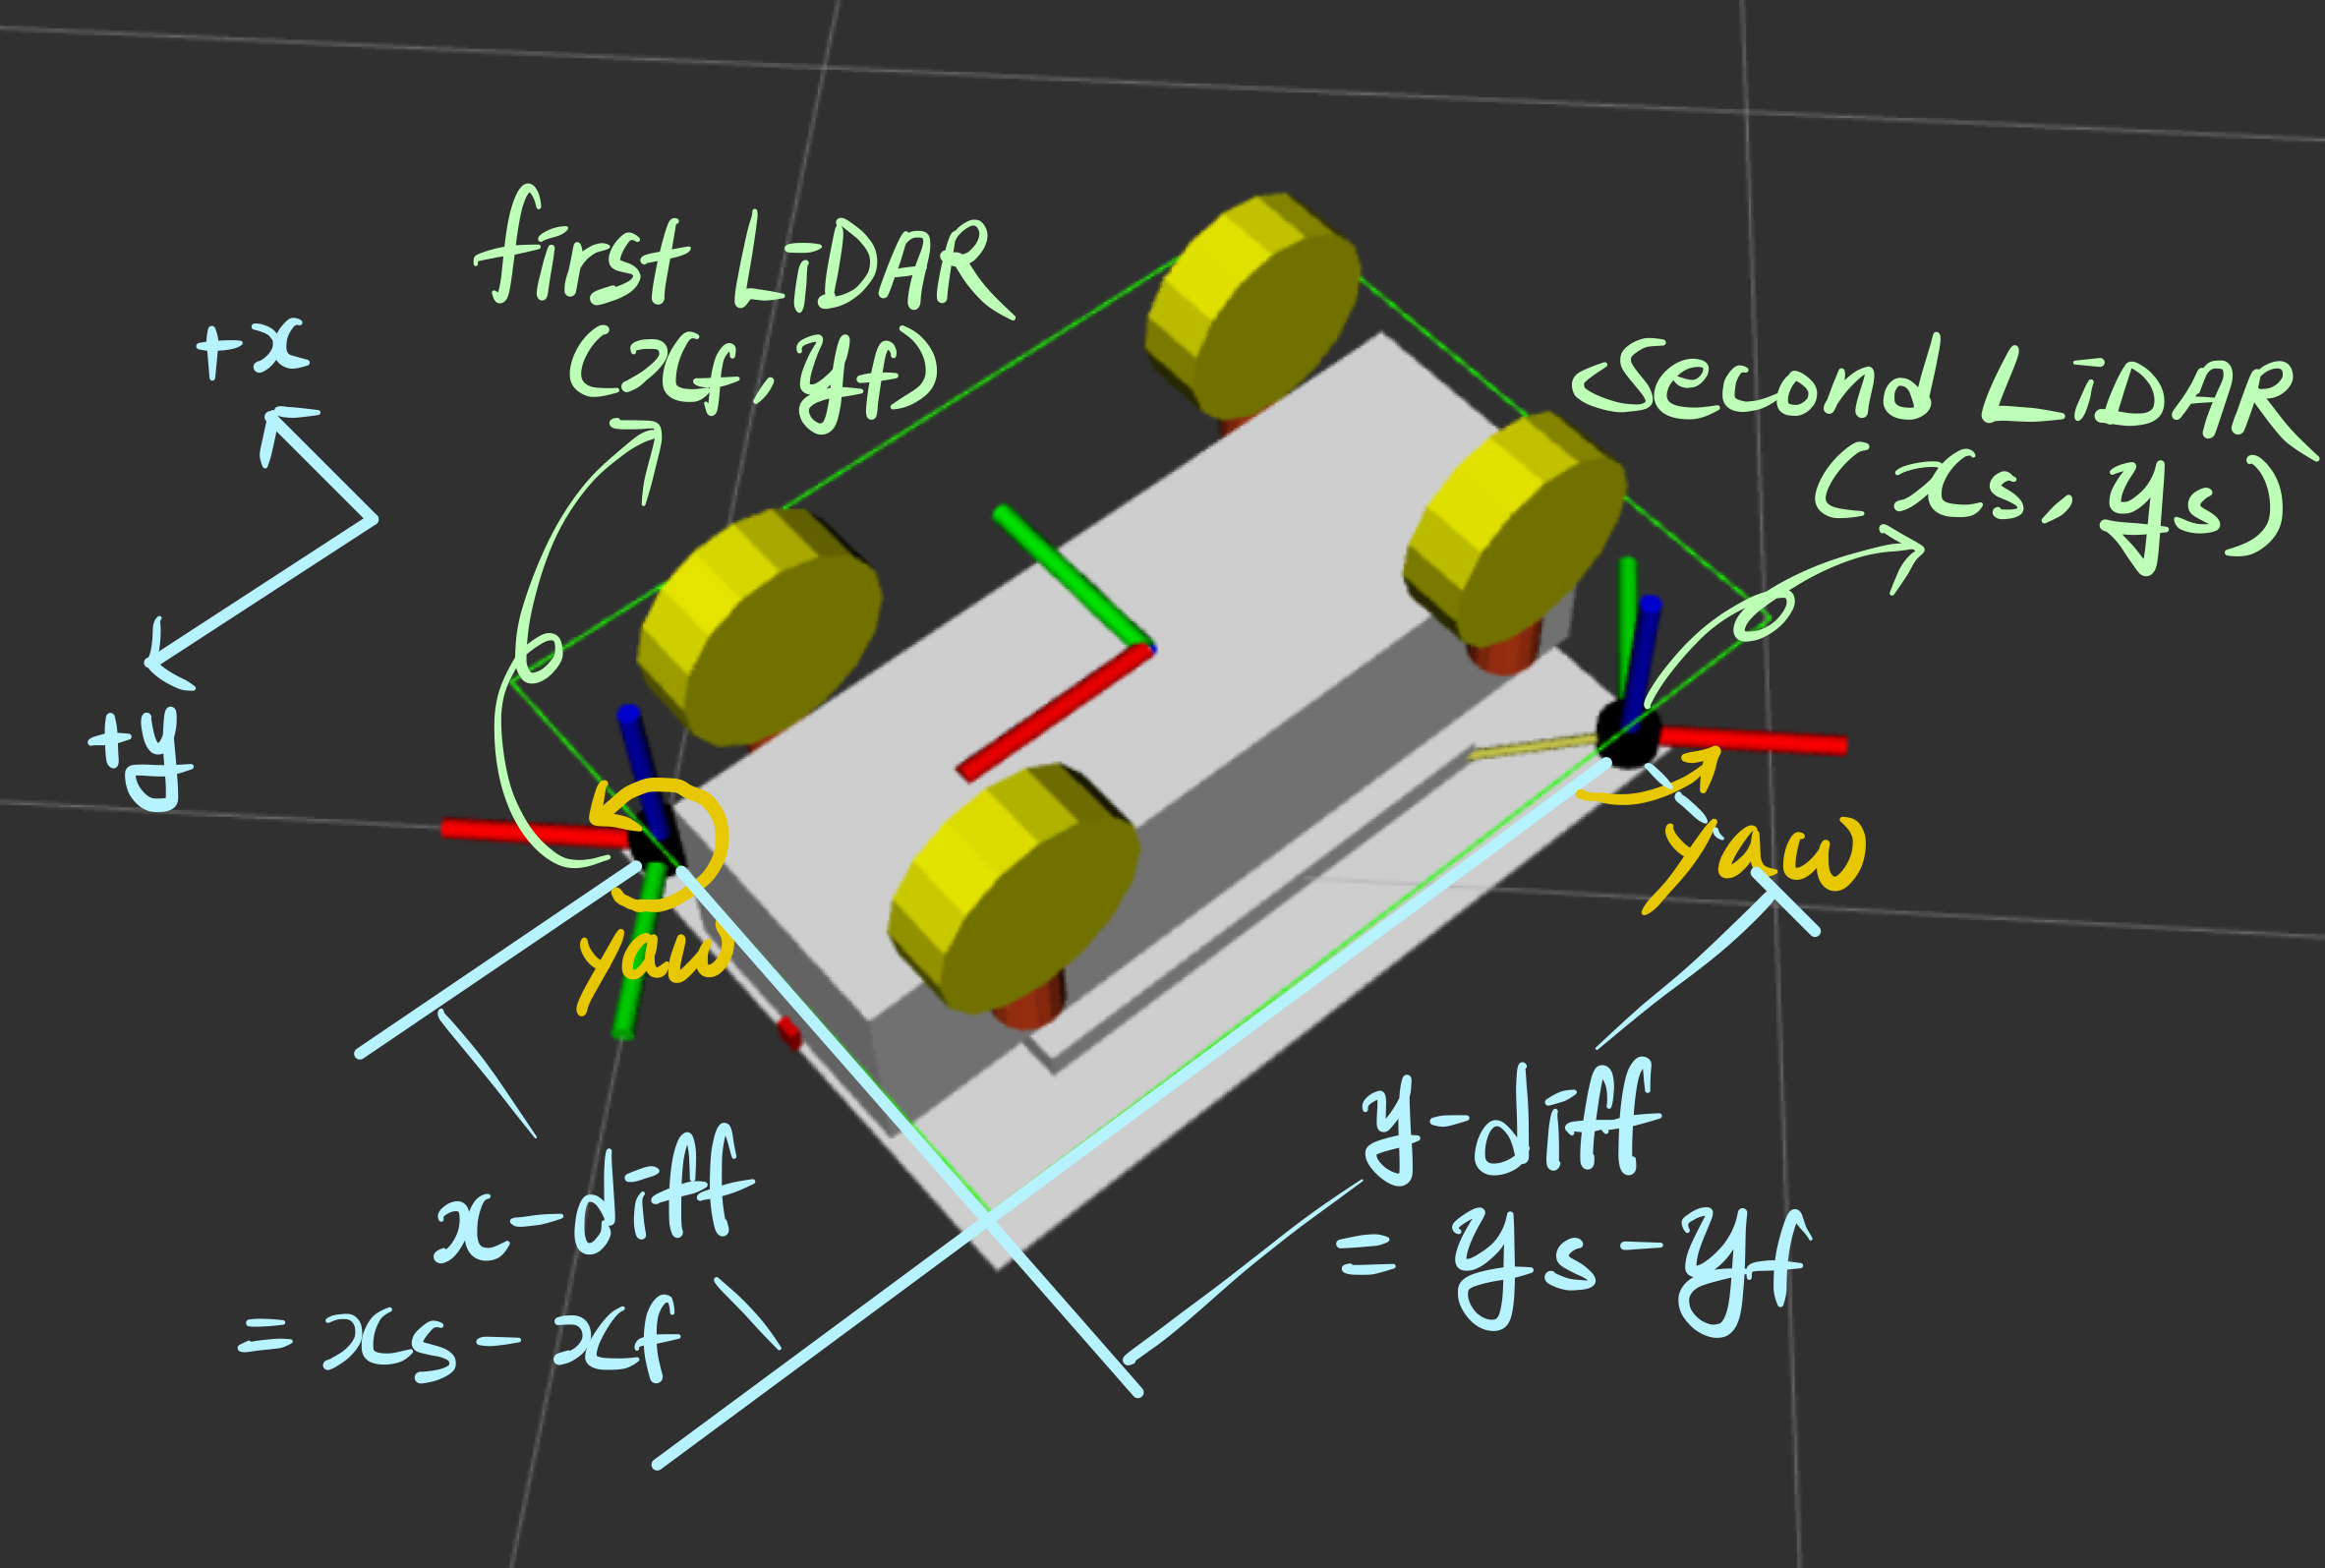 first LiDAR
(xf, yf)
Second LiDAR
(xs, ys)
+x
+y
yaw
yaw
x-diff
= xs - xf
y-diff
= ys - yf